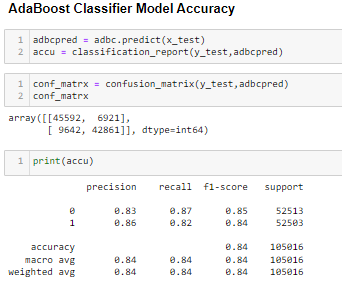 AdaBoost Classifier Model Accuracy
1 adbcpred = adbc.predict(x_test)
2 accu = classification_report(y_test,adbcpred)
1 conf_matrx = confusion_matrix(y_test,adbcpred)
2 conf_matrx
array([[45592, 6921],
[ 9642, 42861]], dtype=int64)
1 print(accu)
precision recall f1-score support
0 0.83 0.87 0.85 52513
1 0.86 0.82 0.84 52503
accuracy 0.84 105016
macro avg 0.84 0.84 0.84 105016
weighted avg 0.84 0.84 0.84 105016